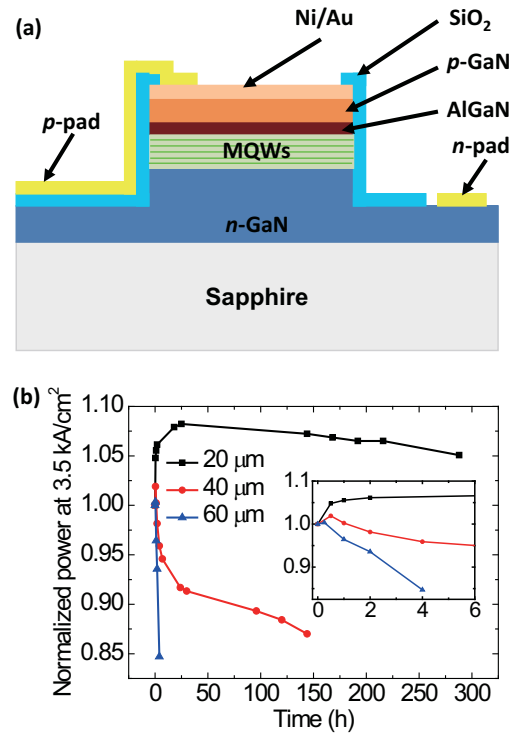 (a)
Ni/Au
SiO₂
p-GaN
AlGaN
p-pad
MQWs
n-pad
n-GaN
Sapphire
(b)
Normalized power at 3.5 kA/cm²
1.10
1.05
1.00
0.95
0.90
0.85
20 μm
40 μm
60 μm
1.1
1.0
0.9
0 2 4 6
0 50 100 150 200 250 300
Time (h)